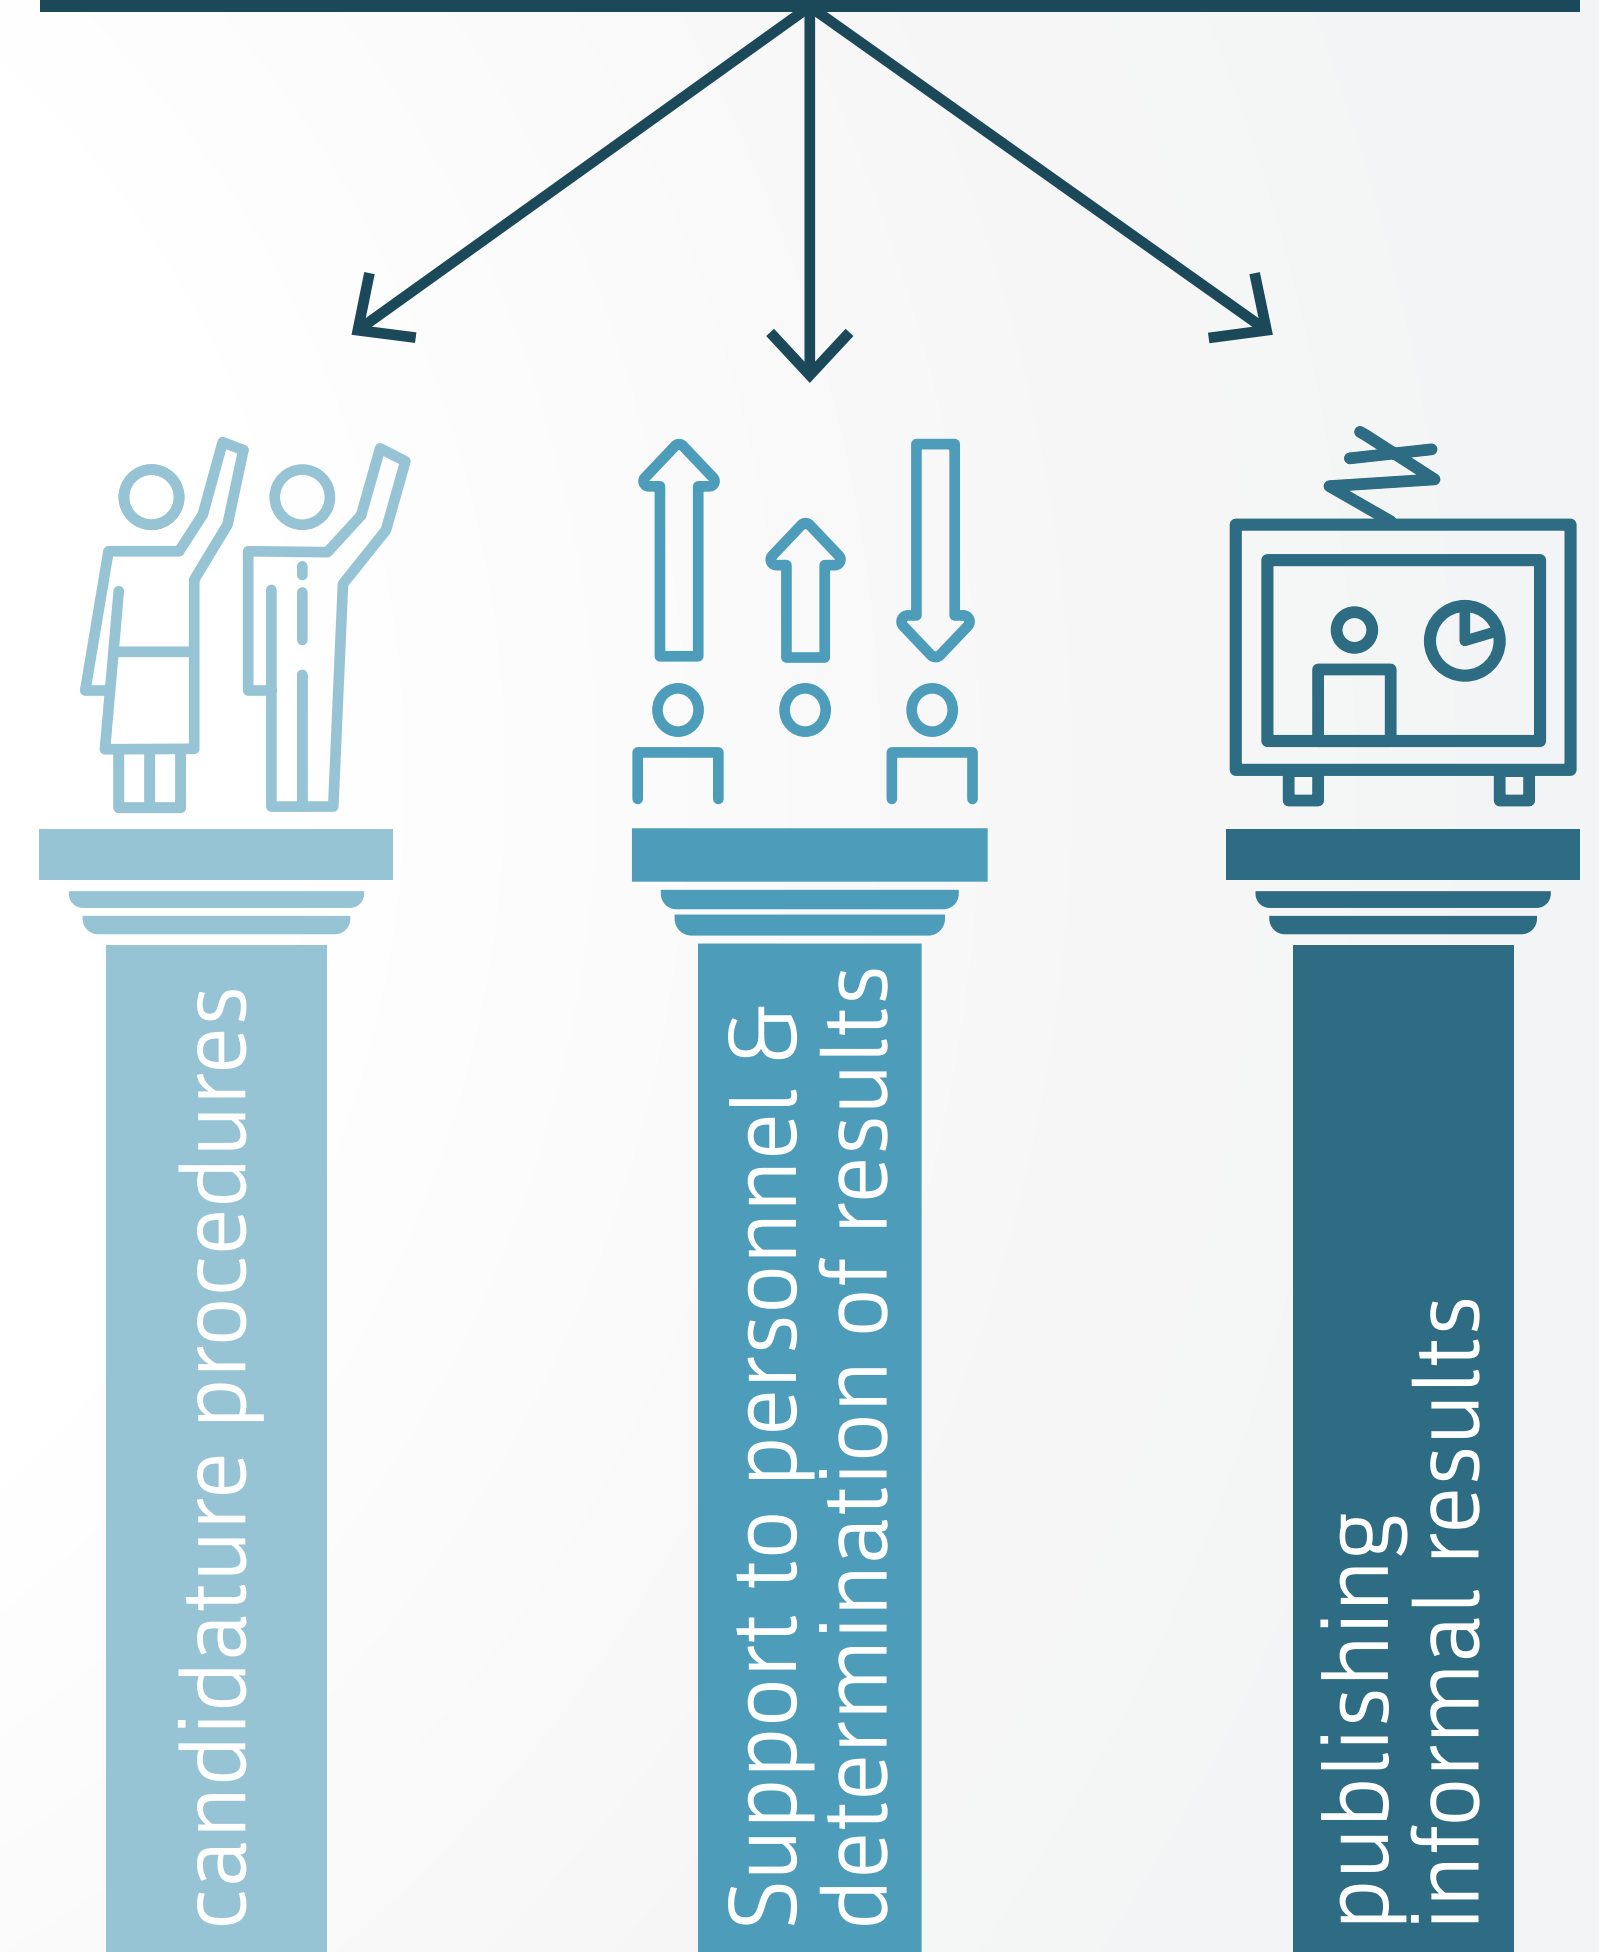 candidature procedures
Support to personnel &
determination of results
publishing
informal results